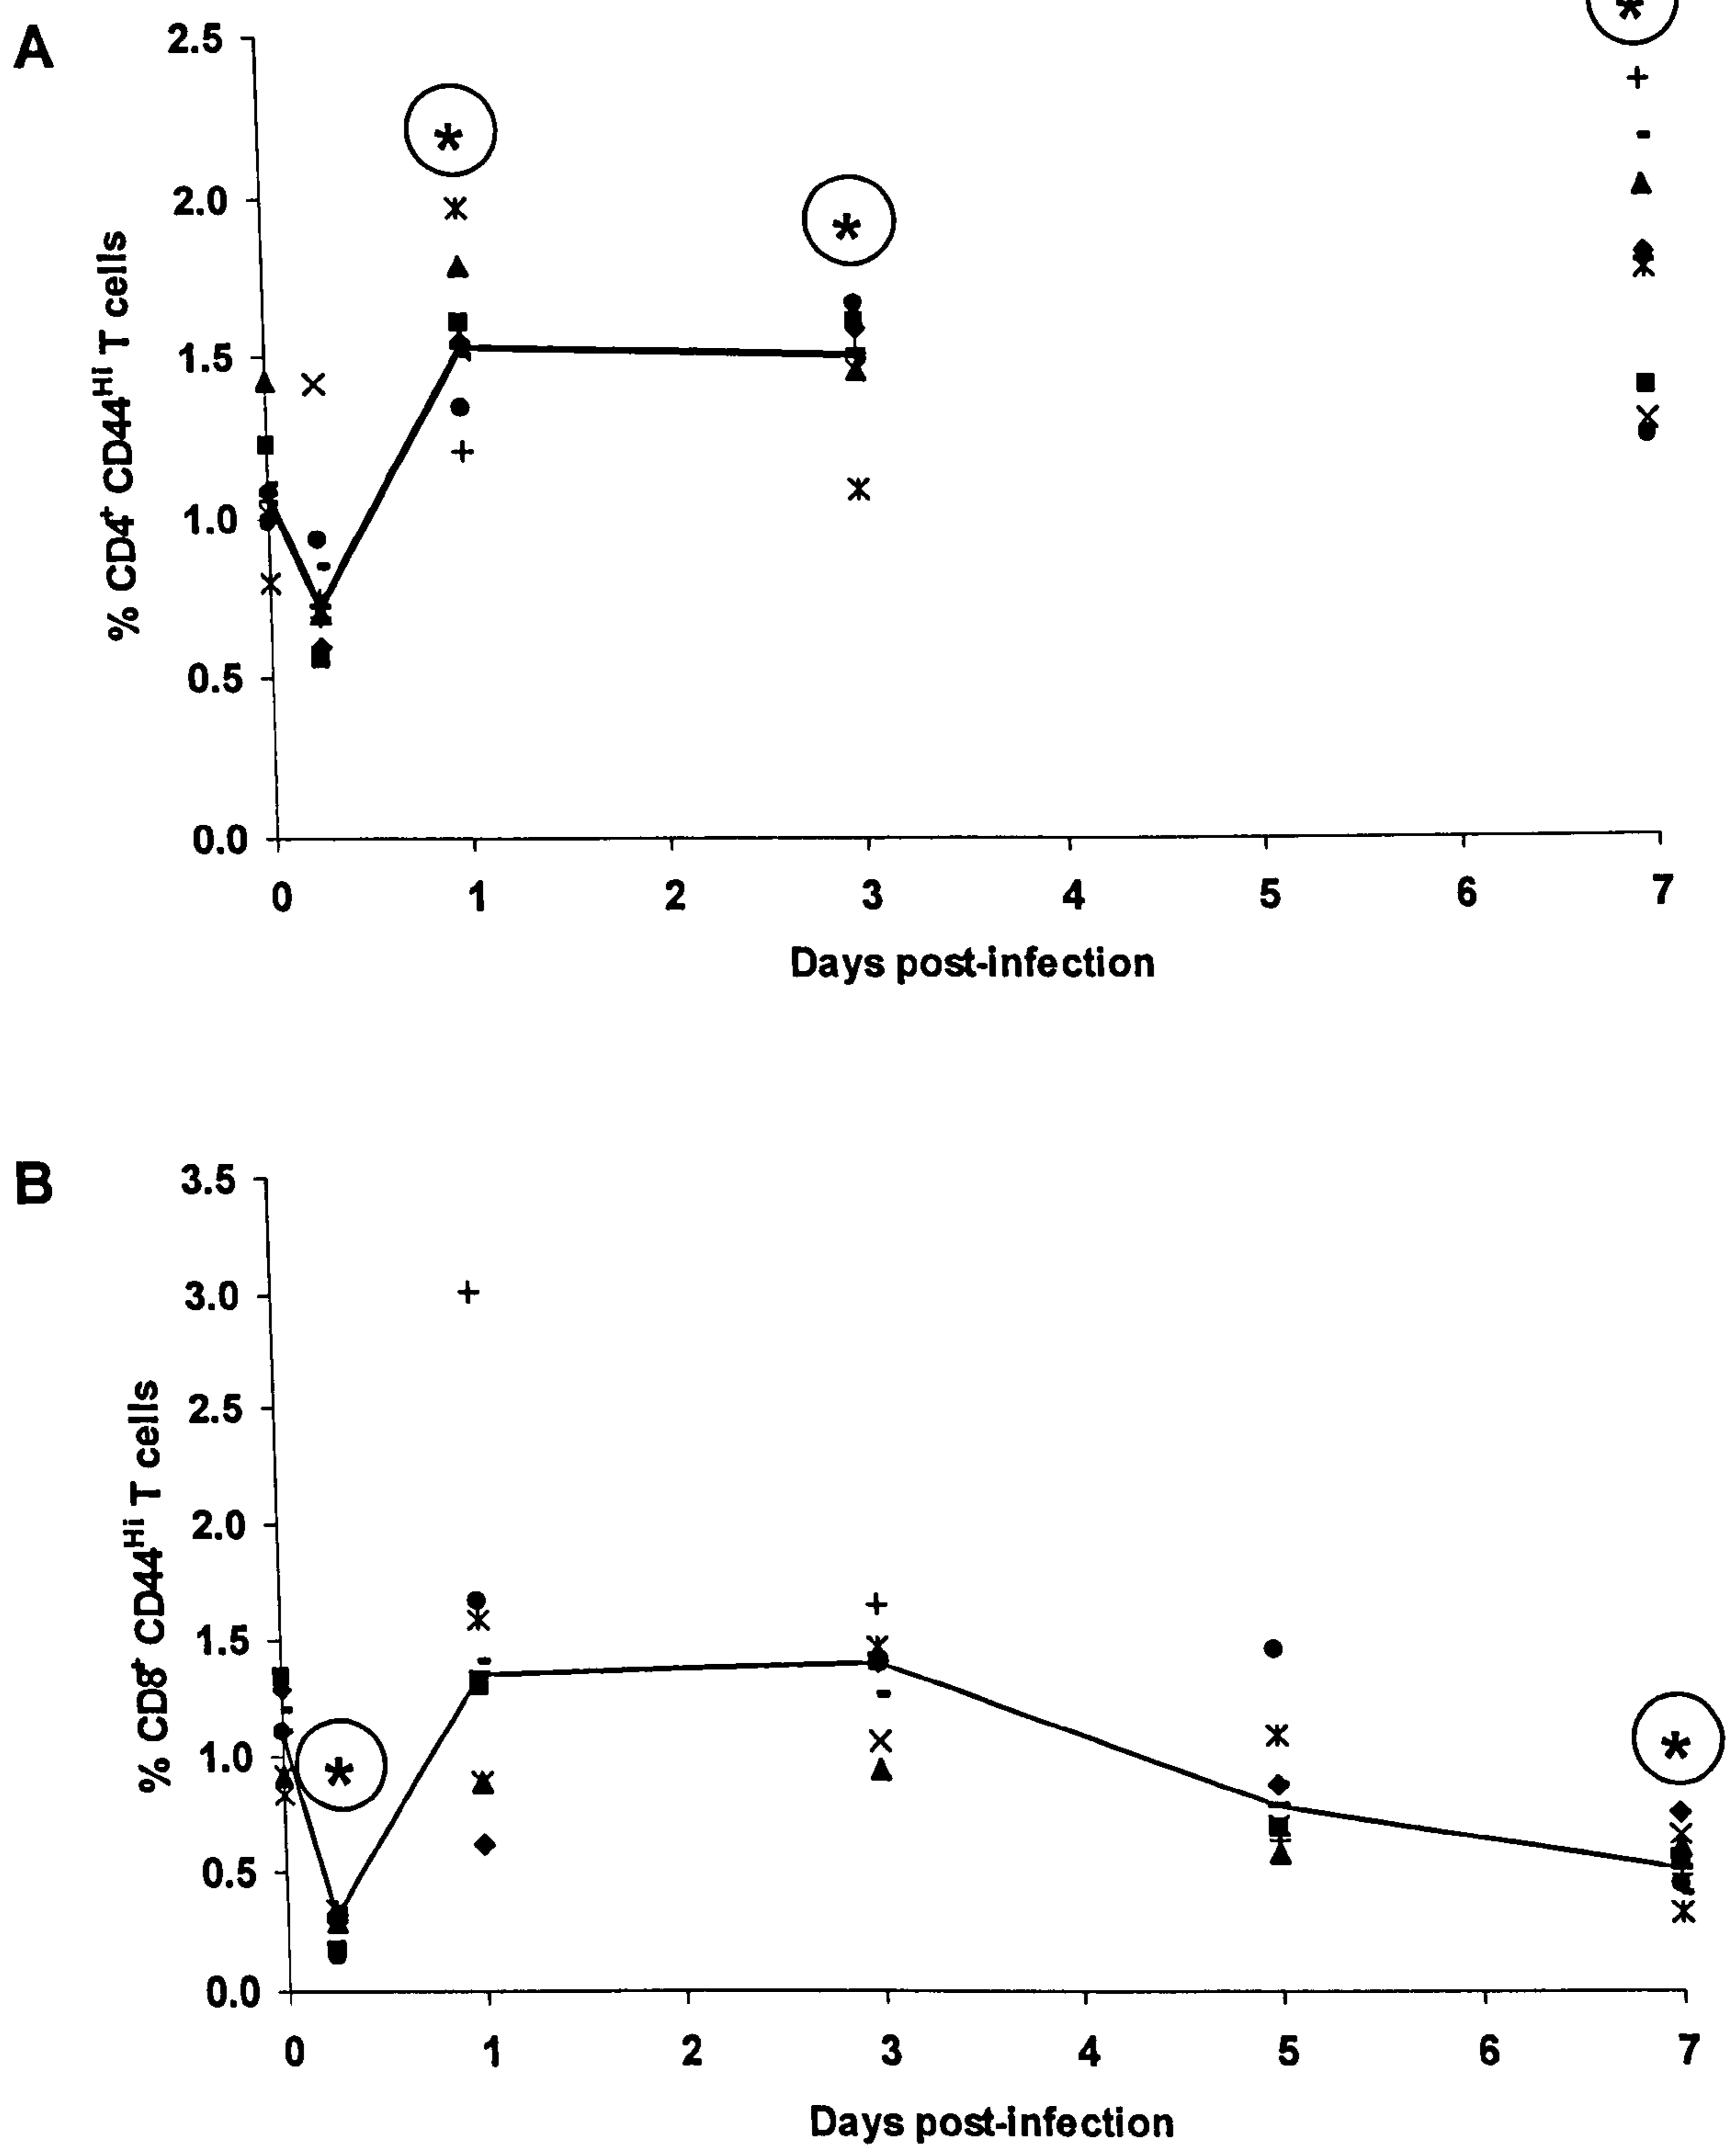 A
2.5
2.0
1.5
1.0
0.5
0.0
% CD4+ CD44Hi T cells
*
*
*
0 1 2 3 4 5 6 7
Days post-infection
B
3.5
3.0
2.5
2.0
1.5
1.0
0.5
0.0
% CD8+ CD44Hi T cells
*
*
0 1 2 3 4 5 6 7
Days post-infection